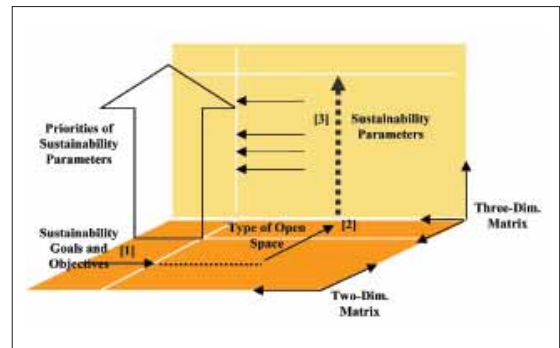 Priorities of
Sustainability
Parameters
[3]
Sustainability
Parameters
Sustainability
Goals and
Objectives
[1]
Type of Open
Space
[2]
Three-Dim.
Matrix
Two-Dim.
Matrix